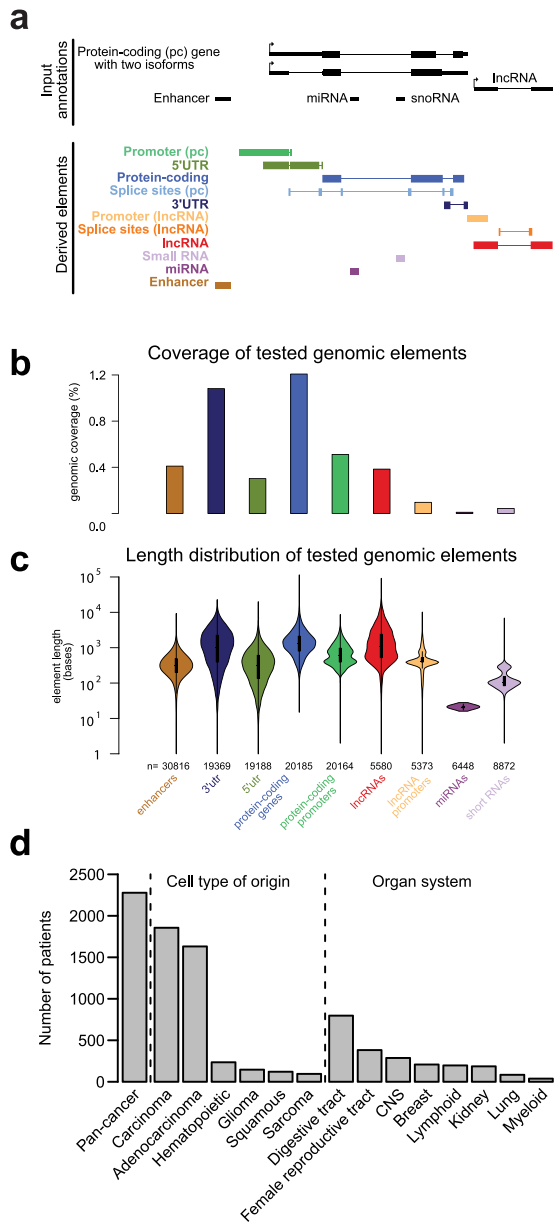 a
Input
annotations
Protein-coding (pc) gene
with two isoforms
Enhancer
miRNA
snoRNA
lncRNA
Derived elements
Promoter (pc)
5'UTR
Protein-coding
Splice sites (pc)
3'UTR
Promoter (lncRNA)
Splice sites (lncRNA)
lncRNA
Small RNA
miRNA
Enhancer
b
Coverage of tested genomic elements
genomic coverage (%)
1.2
0.4
0.0
c
Length distribution of tested genomic elements
element length
(bases)
10^5
10^4
10^3
10^2
10^1
1
n= 30816 19369 19188 20185 20164 5580 5373 6448 8872
enhancers
3'utr
5'utr
protein-coding
genes
protein-coding
promoters
lncRNAs
lncRNA
promoters
miRNAs
short RNAs
d
Number of patients
2500
2000
1500
1000
500
0
Cell type of origin
Organ system
Pan-cancer
Carcinoma
Adenocarcinoma
Hematopoietic
Glioma
Squamous
Sarcoma
Digestive tract
Female reproductive tract
CNS
Breast
Lymphoid
Kidney
Lung
Myeloid